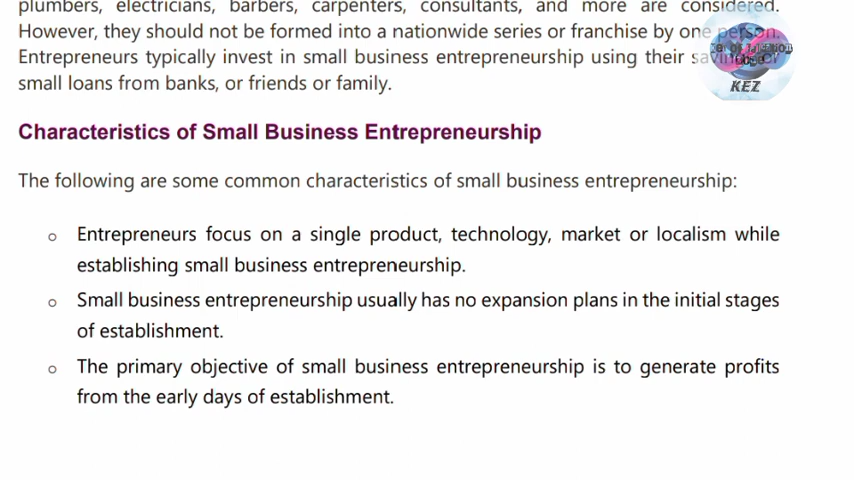 plumbers, electricians, barbers, carpenters, consultants, and more are considered.
However, they should not be formed into a nationwide series or franchise by one person.
Entrepreneurs typically invest in small business entrepreneurship using their savings or
small loans from banks, or friends or family.
KEZ
Characteristics of Small Business Entrepreneurship
The following are some common characteristics of small business entrepreneurship:
o Entrepreneurs focus on a single product, technology, market or localism while
establishing small business entrepreneurship.
o Small business entrepreneurship usually has no expansion plans in the initial stages
of establishment.
o The primary objective of small business entrepreneurship is to generate profits
from the early days of establishment.